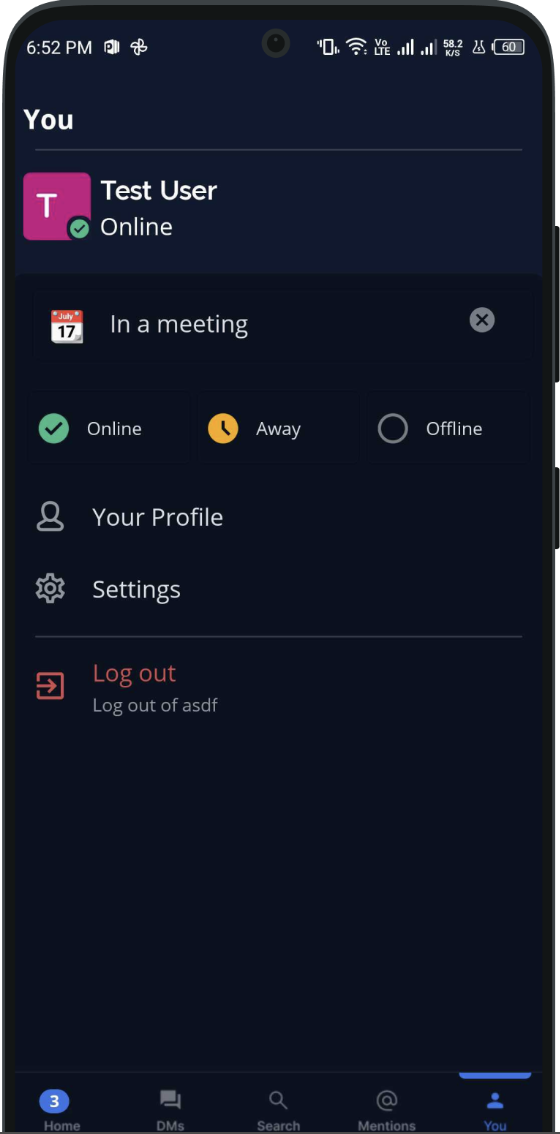 6:52 PM
Vo LTE
58.2 K/S
60
You
T
Test User
Online
July
17
In a meeting
Online
Away
Offline
Your Profile
Settings
Log out
Log out of asdf
3
Home
DMs
Search
Mentions
You